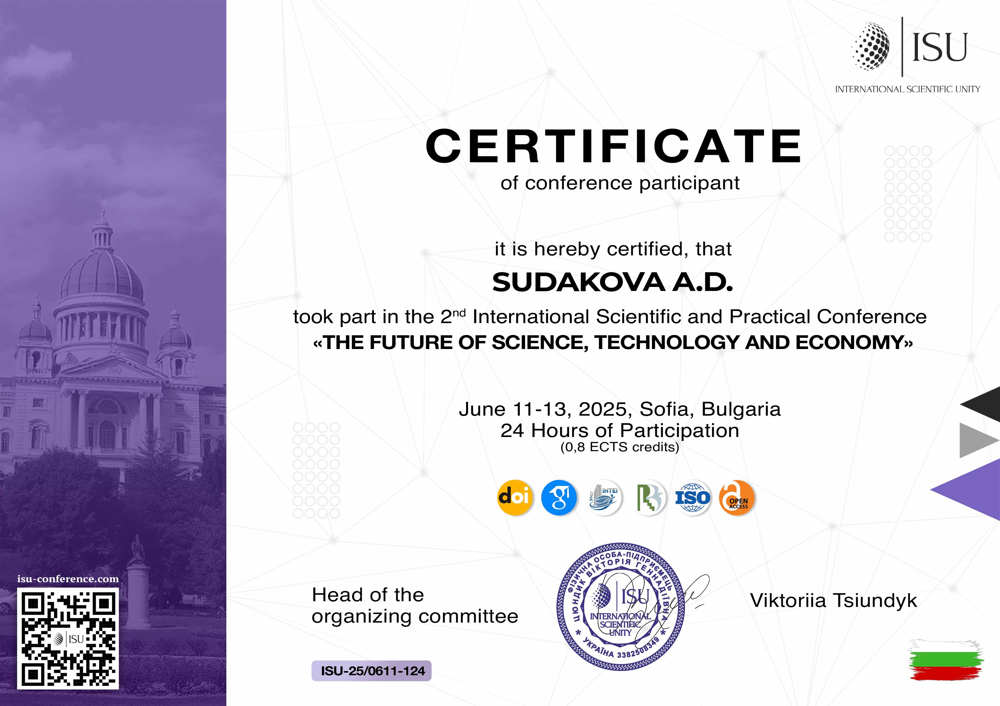 ISU
INTERNATIONAL SCIENTIFIC UNITY
CERTIFICATE
of conference participant
it is hereby certified, that
SUDAKOVA A.D.
took part in the 2nd International Scientific and Practical Conference
«THE FUTURE OF SCIENCE, TECHNOLOGY AND ECONOMY»
June 11-13, 2025, Sofia, Bulgaria
24 Hours of Participation
(0,8 ECTS credits)
doi
g
Укр ІНТЕІ
R
ISO
a OPEN ACCESS
Head of the
organizing committee
ФІЗИЧНА ОСОБА-ПІДПРИЄМЕЦЬ
ЦЮНДИК ВІКТОРІЯ ГЕННАДІЇВНА
ISU
INTERNATIONAL
SCIENTIFIC
UNITY
* УКРАЇНА 3382508349 *
Viktoriia Tsiundyk
isu-conference.com
ISU
ISU-25/0611-124